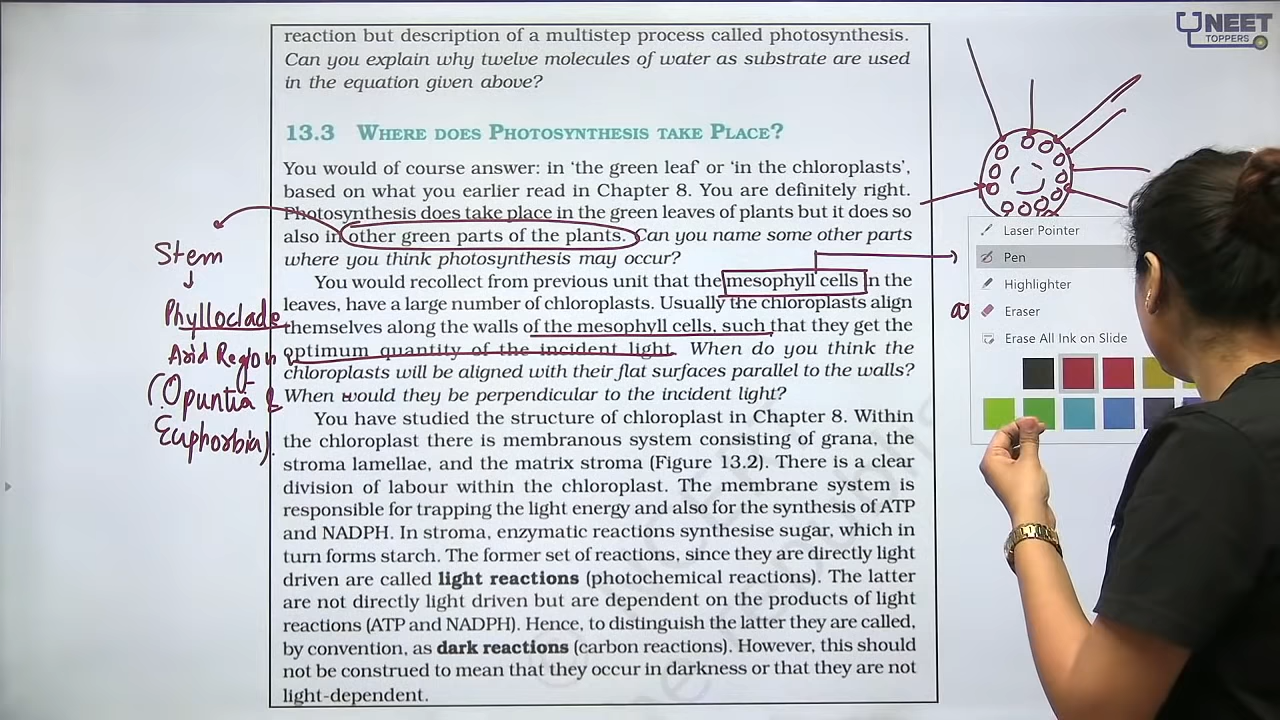 reaction but description of a multistep process called photosynthesis.
Can you explain why twelve molecules of water as substrate are used
in the equation given above?
13.3 WHERE DOES PHOTOSYNTHESIS TAKE PLACE?
You would of course answer: in 'the green leaf' or 'in the chloroplasts',
based on what you earlier read in Chapter 8. You are definitely right.
Photosynthesis does take place in the green leaves of plants but it does so
also in other green parts of the plants. Can you name some other parts
where you think photosynthesis may occur?
You would recollect from previous unit that the mesophyll cells in the
leaves, have a large number of chloroplasts. Usually the chloroplasts align
themselves along the walls of the mesophyll cells, such that they get the
optimum quantity of the incident light. When do you think the
chloroplasts will be aligned with their flat surfaces parallel to the walls?
When would they be perpendicular to the incident light?
You have studied the structure of chloroplast in Chapter 8. Within
the chloroplast there is membranous system consisting of grana, the
stroma lamellae, and the matrix stroma (Figure 13.2). There is a clear
division of labour within the chloroplast. The membrane system is
responsible for trapping the light energy and also for the synthesis of ATP
and NADPH. In stroma, enzymatic reactions synthesise sugar, which in
turn forms starch. The former set of reactions, since they are directly light
driven are called light reactions (photochemical reactions). The latter
are not directly light driven but are dependent on the products of light
reactions (ATP and NADPH). Hence, to distinguish the latter they are called,
by convention, as dark reactions (carbon reactions). However, this should
not be construed to mean that they occur in darkness or that they are not
light-dependent.
Stem
Phylloclade
Arid Region
(Opuntia &
Euphorbia).
NEET
TOPPERS
Laser Pointer
Pen
Highlighter
Eraser
Erase All Ink on Slide